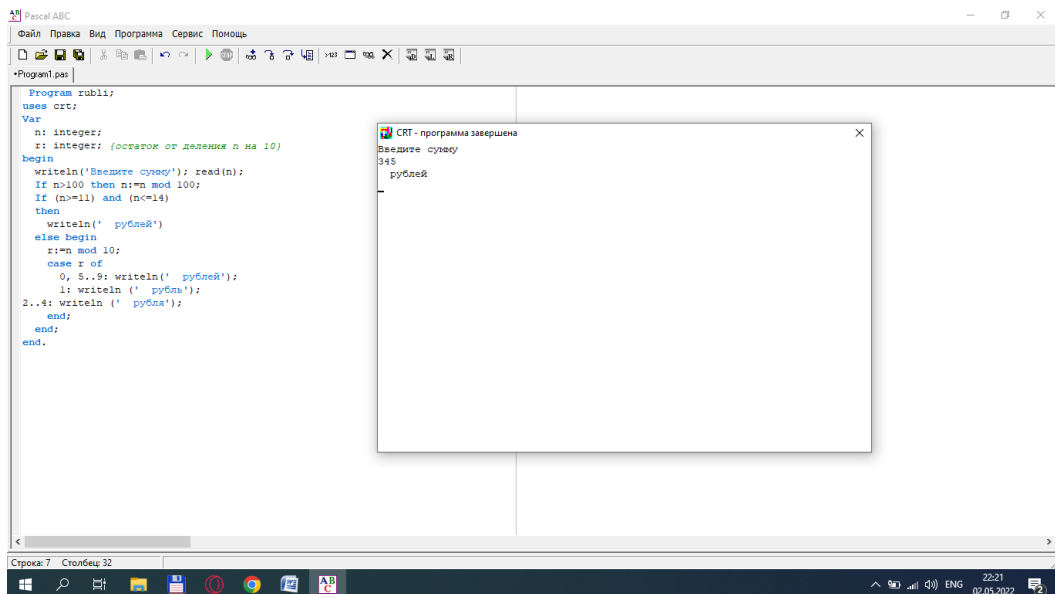 Pascal ABC
Файл Правка Вид Программа Сервис Помощь
•Program1.pas
Program rubli;
uses crt;
Var
n: integer;
r: integer; {остаток от деления n на 10}
begin
writeln('Введите сумму'); read(n);
If n>100 then n:=n mod 100;
If (n>=11) and (n<=14)
then
writeln('  рублей')
else begin
r:=n mod 10;
case r of
0, 5..9: writeln('  рублей');
1: writeln ('  рубль');
2..4: writeln ('  рубля');
end;
end;
end.
CRT - программа завершена
Введите сумму
345
рублей
Строка: 7 Столбец: 32
ENG
22:21
02.05.2022